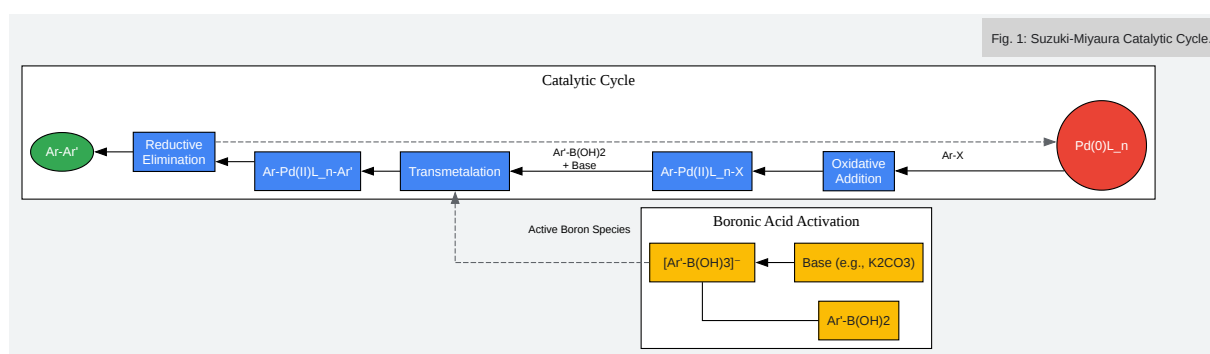 Fig. 1: Suzuki-Miyaura Catalytic Cycle.
Catalytic Cycle
Ar-Ar'
Reductive
Elimination
Ar-Pd(II)L_n-Ar'
Transmetalation
Ar'-B(OH)2
+ Base
Ar-Pd(II)L_n-X
Oxidative
Addition
Ar-X
Pd(0)L_n
Active Boron Species
Boronic Acid Activation
[Ar'-B(OH)3]⁻
Base (e.g., K2CO3)
Ar'-B(OH)2